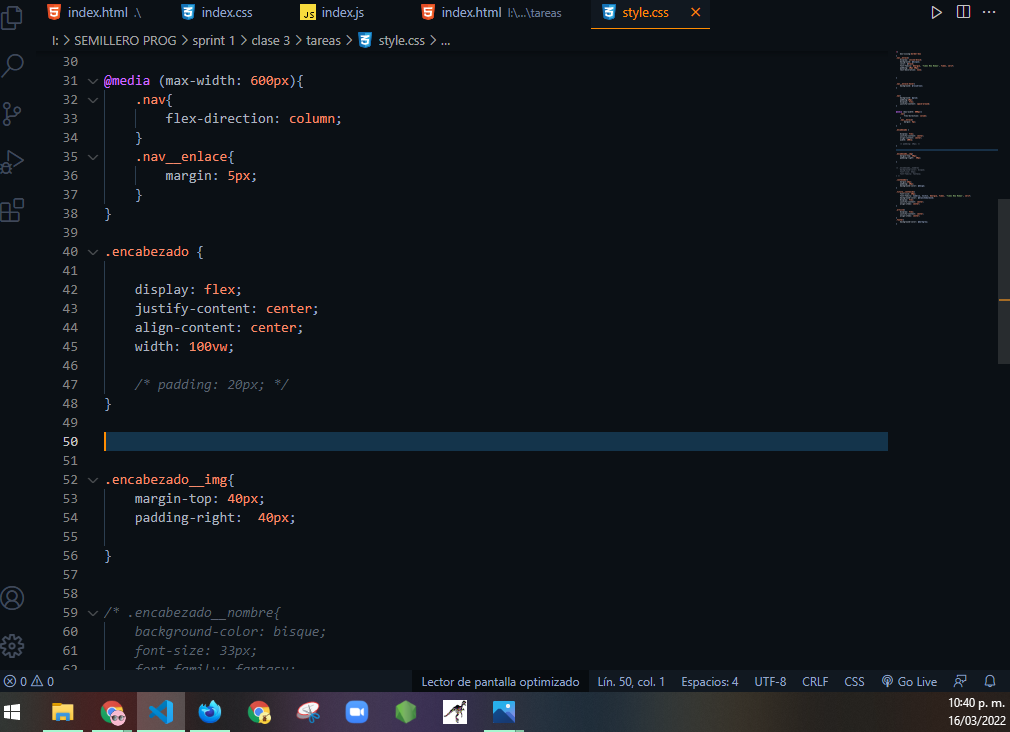 index.html .\ index.css JS index.js index.html I:\...\tareas style.css
I: > SEMILLERO PROG > sprint 1 > clase 3 > tareas > style.css > ...
30
31 @media (max-width: 600px){
32 .nav{
33 flex-direction: column;
34 }
35 .nav__enlace{
36 margin: 5px;
37 }
38 }
39
40 .encabezado {
41
42 display: flex;
43 justify-content: center;
44 align-content: center;
45 width: 100vw;
46
47 /* padding: 20px; */
48 }
49
50
51
52 .encabezado__img{
53 margin-top: 40px;
54 padding-right:  40px;
55
56 }
57
58
59 /* .encabezado__nombre{
60 background-color: bisque;
61 font-size: 33px;
62 font-family: fantasy;
0 0 Lector de pantalla optimizado Lín. 50, col. 1 Espacios: 4 UTF-8 CRLF CSS Go Live
10:40 p. m.
16/03/2022